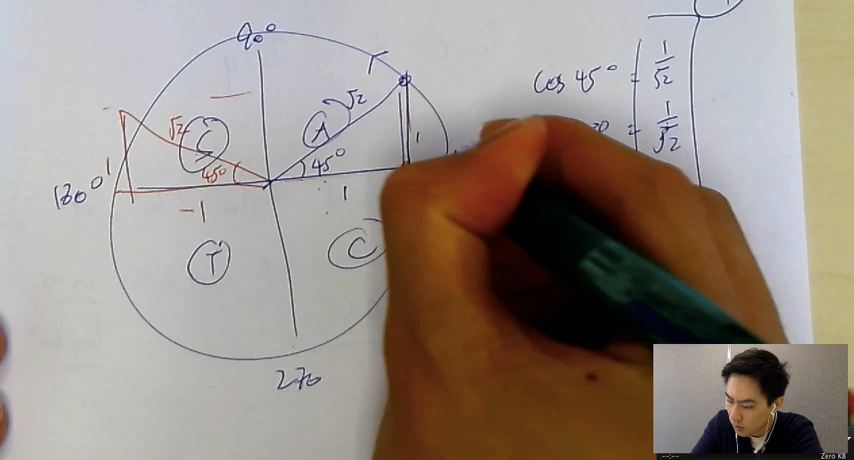 90°
cos 45° = 1/√2
√2
A
√2
S
= 1/√2
1
45°
45°
1
180°
-1
1
T
C
270
Zero KB